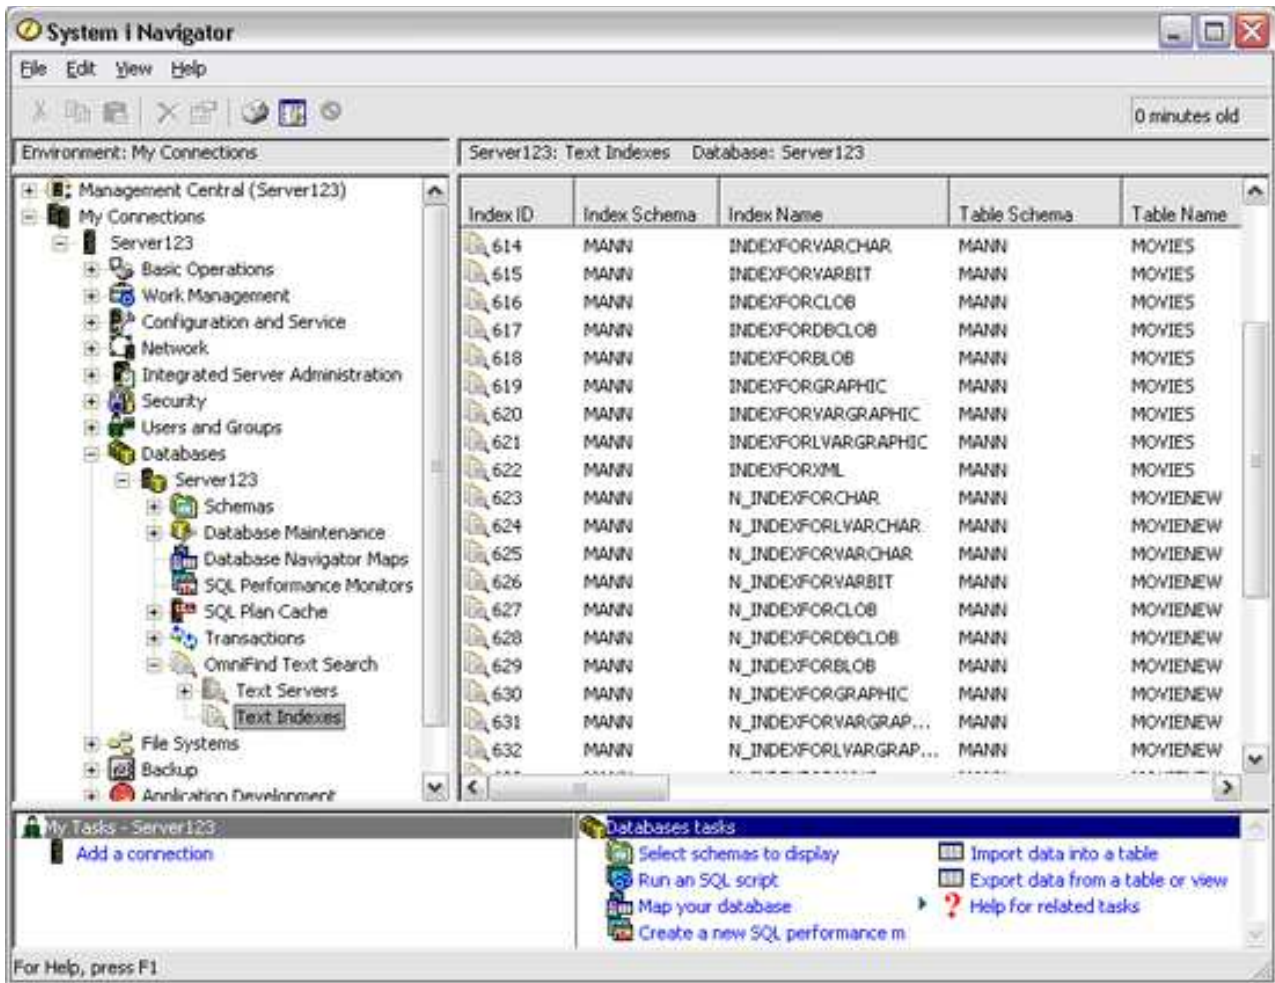 System i Navigator
File Edit View Help
0 minutes old
Environment: My Connections
Server123: Text Indexes Database: Server123
Management Central (Server123)
My Connections
Server123
Basic Operations
Work Management
Configuration and Service
Network
Integrated Server Administration
Security
Users and Groups
Databases
Server123
Schemas
Database Maintenance
Database Navigator Maps
SQL Performance Monitors
SQL Plan Cache
Transactions
OmniFind Text Search
Text Servers
Text Indexes
File Systems
Backup
Application Development
Index ID Index Schema Index Name Table Schema Table Name
614 MANN INDEXFORVARCHAR MANN MOVIES
615 MANN INDEXFORVARBIT MANN MOVIES
616 MANN INDEXFORCLOB MANN MOVIES
617 MANN INDEXFORDBCLOB MANN MOVIES
618 MANN INDEXFORBLOB MANN MOVIES
619 MANN INDEXFORGRAPHIC MANN MOVIES
620 MANN INDEXFORVARGRAPHIC MANN MOVIES
621 MANN INDEXFORLVARGRAPHIC MANN MOVIES
622 MANN INDEXFORXML MANN MOVIES
623 MANN N_INDEXFORCHAR MANN MOVIENEW
624 MANN N_INDEXFORLVARCHAR MANN MOVIENEW
625 MANN N_INDEXFORVARCHAR MANN MOVIENEW
626 MANN N_INDEXFORVARBIT MANN MOVIENEW
627 MANN N_INDEXFORCLOB MANN MOVIENEW
628 MANN N_INDEXFORDBCLOB MANN MOVIENEW
629 MANN N_INDEXFORBLOB MANN MOVIENEW
630 MANN N_INDEXFORGRAPHIC MANN MOVIENEW
631 MANN N_INDEXFORVARGRAP... MANN MOVIENEW
632 MANN N_INDEXFORLVARGRAP... MANN MOVIENEW
My Tasks - Server123
Add a connection
Databases tasks
Select schemas to display
Run an SQL script
Map your database
Create a new SQL performance m
Import data into a table
Export data from a table or view
Help for related tasks
For Help, press F1